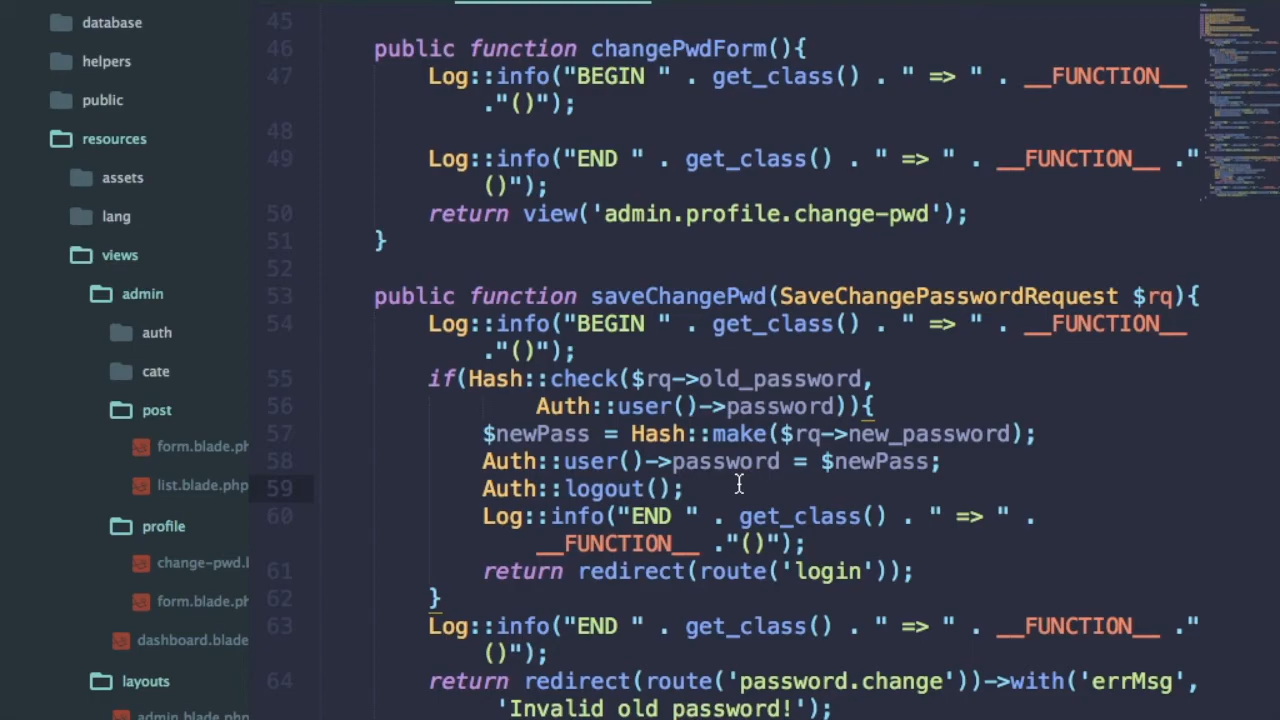 database
helpers
public
resources
assets
lang
views
admin
auth
cate
post
form.blade.ph
list.blade.php
profile
change-pwd.l
form.blade.ph
dashboard.blade
layouts
admin.blade.php
45
46 public function changePwdForm(){
47 Log::info("BEGIN " . get_class() . " => " . __FUNCTION__
."()");
48
49 Log::info("END " . get_class() . " => " . __FUNCTION__ ."
()");
50 return view('admin.profile.change-pwd');
51 }
52
53 public function saveChangePwd(SaveChangePasswordRequest $rq){
54 Log::info("BEGIN " . get_class() . " => " . __FUNCTION__
."()");
55 if(Hash::check($rq->old_password,
56 Auth::user()->password)){
57 $newPass = Hash::make($rq->new_password);
58 Auth::user()->password = $newPass;
59 Auth::logout();
60 Log::info("END " . get_class() . " => " .
__FUNCTION__ ."()");
61 return redirect(route('login'));
62 }
63 Log::info("END " . get_class() . " => " . __FUNCTION__ ."
()");
64 return redirect(route('password.change'))->with('errMsg',
'Invalid old password!');